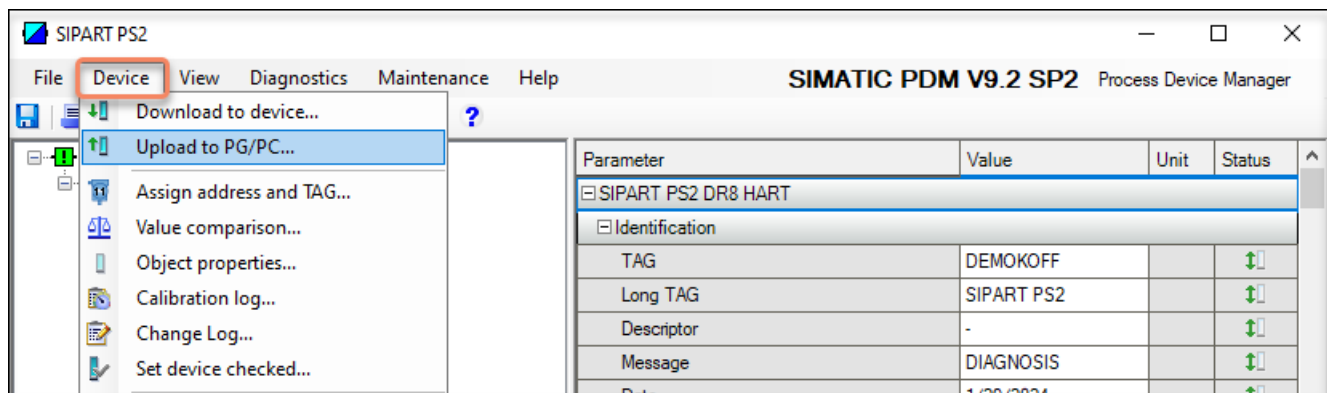 SIPART PS2
File Device View Diagnostics Maintenance Help SIMATIC PDM V9.2 SP2 Process Device Manager
Download to device...
Upload to PG/PC...
Assign address and TAG...
Value comparison...
Object properties...
Calibration log...
Change Log...
Set device checked...
Parameter Value Unit Status
SIPART PS2 DR8 HART
Identification
TAG DEMOKOFF
Long TAG SIPART PS2
Descriptor -
Message DIAGNOSIS